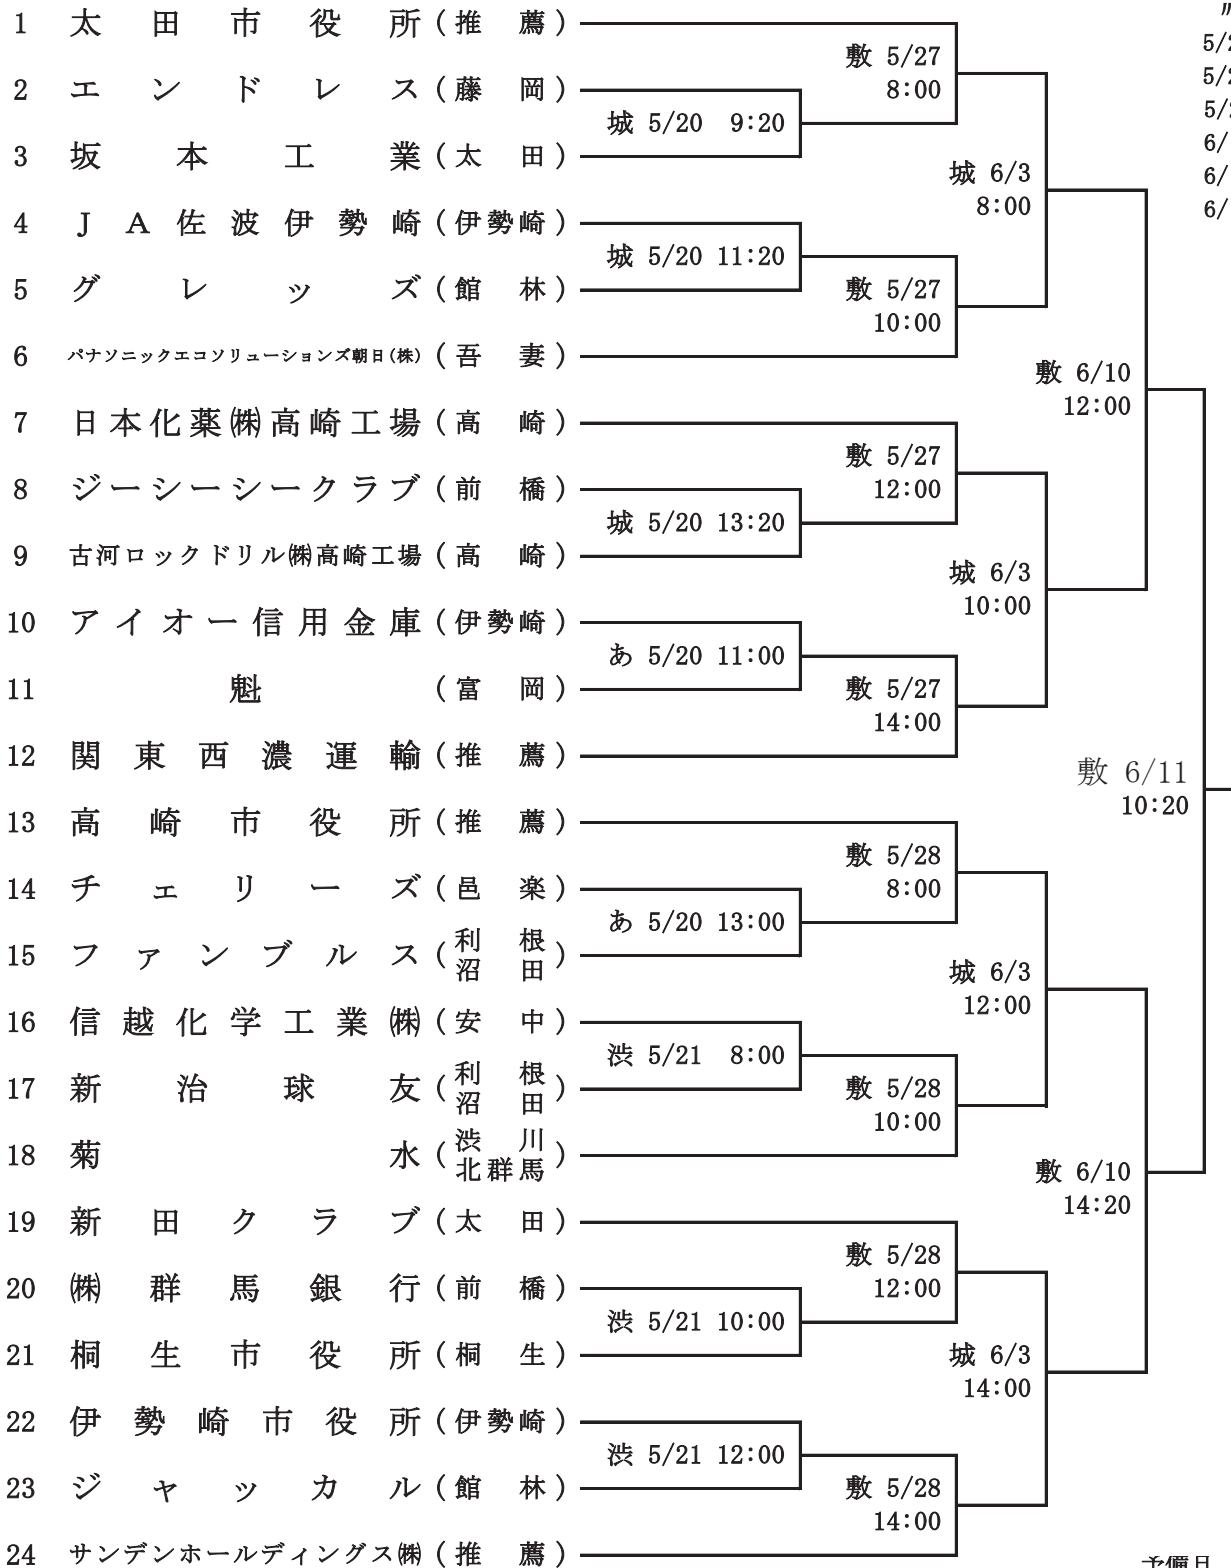 1 太田市役所(推薦)
2 エンドレス(藤岡)
3 坂本工業(太田)
4 JA佐波伊勢崎(伊勢崎)
5 グレッズ(館林)
6 パナソニックエコソリューションズ朝日(株)(吾妻)
7 日本化薬㈱高崎工場(高崎)
8 ジーシーシークラブ(前橋)
9 古河ロックドリル㈱高崎工場(高崎)
10 アイオー信用金庫(伊勢崎)
11 魁(富岡)
12 関東西濃運輸(推薦)
13 高崎市役所(推薦)
14 チェリーズ(邑楽)
15 ファンブルス(利根沼田)
16 信越化学工業㈱(安中)
17 新治球友(利根沼田)
18 菊水(渋川北群馬)
19 新田クラブ(太田)
20 ㈱群馬銀行(前橋)
21 桐生市役所(桐生)
22 伊勢崎市役所(伊勢崎)
23 ジャッカル(館林)
24 サンデンホールディングス㈱(推薦)
城 5/20 9:20
城 5/20 11:20
城 5/20 13:20
あ 5/20 11:00
あ 5/20 13:00
渋 5/21 8:00
渋 5/21 10:00
渋 5/21 12:00
敷 5/27
8:00
敷 5/27
10:00
敷 5/27
12:00
敷 5/27
14:00
敷 5/28
8:00
敷 5/28
10:00
敷 5/28
12:00
敷 5/28
14:00
城 6/3
8:00
城 6/3
10:00
城 6/3
12:00
城 6/3
14:00
敷 6/10
12:00
敷 6/10
14:20
敷 6/11
10:20
5/2
5/2
5/2
6/
6/
6/
予備日